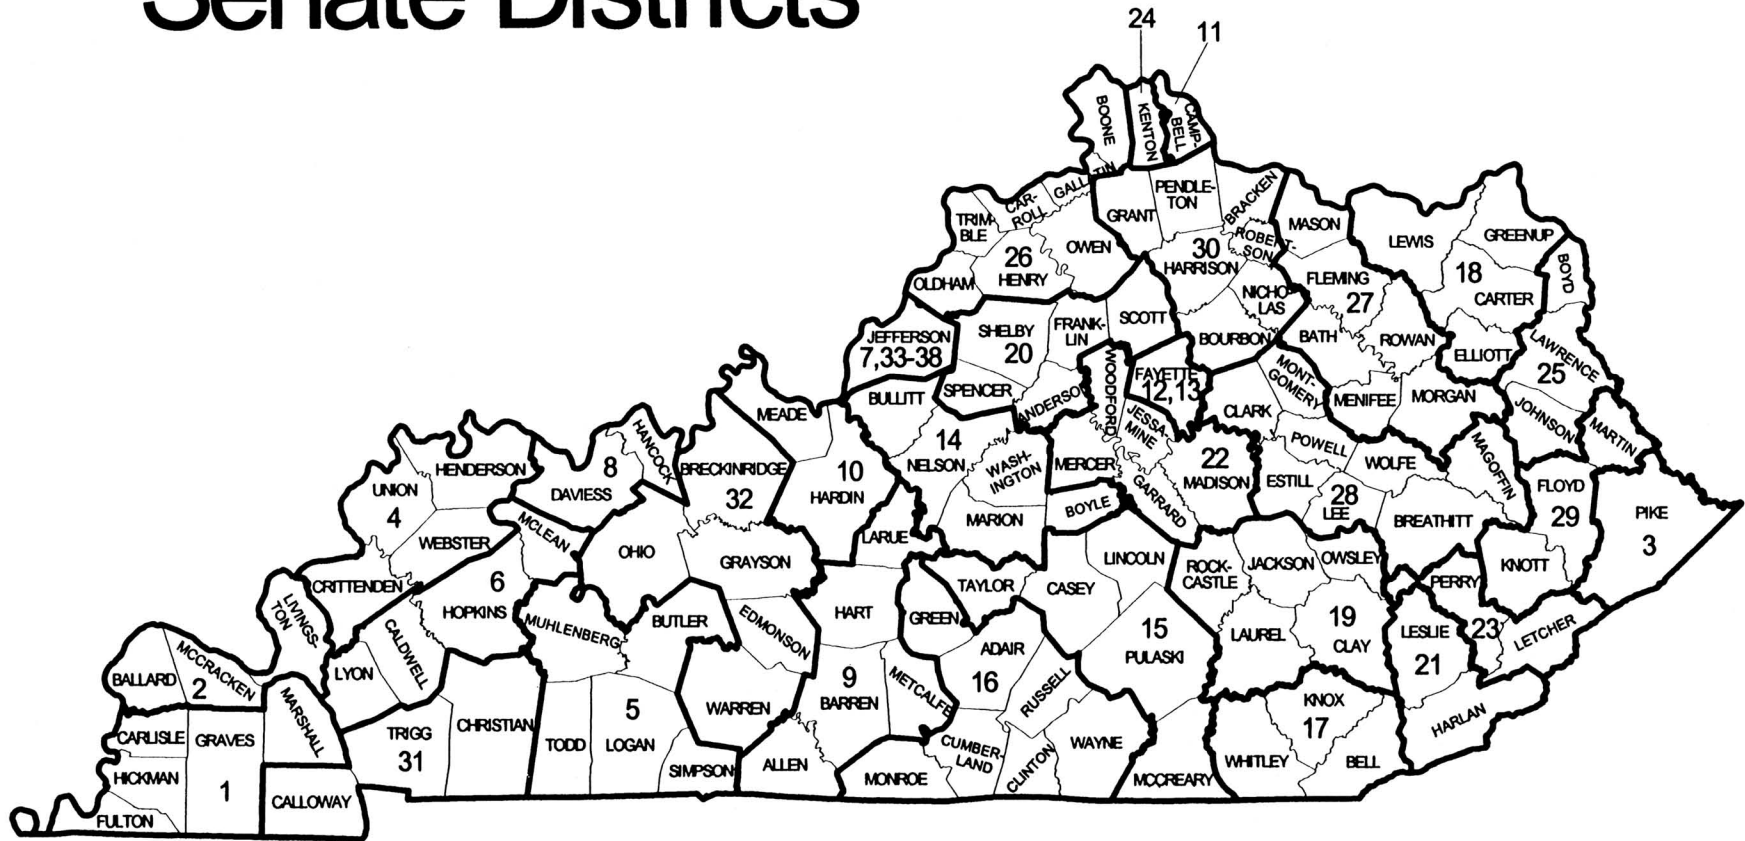 Senate Districts
24
11
BOONE
KENTON
CAMP-
BELL
GALLATIN
CAR-
ROLL
TRIM-
BLE
OWEN
26
HENRY
OLDHAM
GRANT
PENDLE-
TON
BRACKEN
ROBERT-
SON
30
HARRISON
NICHO-
LAS
BOURBON
MASON
FLEMING
27
BATH
ROWAN
MENIFEE
MORGAN
LEWIS
GREENUP
18
CARTER
BOYD
ELLIOTT
LAWRENCE
25
JOHNSON
MARTIN
JEFFERSON
7,33-38
SHELBY
20
FRANK-
LIN
SCOTT
SPENCER
ANDERSON
WOODFORD
FAYETTE
12,13
JESSA-
MINE
MERCER
BOYLE
GARRARD
22
MADISON
CLARK
MONT-
GOMERY
POWELL
ESTILL
28
LEE
WOLFE
BREATHITT
MAGOFFIN
FLOYD
29
KNOTT
PIKE
3
BULLITT
14
NELSON
WASH-
INGTON
MARION
MEADE
BRECKINRIDGE
32
10
HARDIN
LARUE
GRAYSON
HANCOCK
8
DAVIESS
HENDERSON
UNION
4
WEBSTER
MCLEAN
OHIO
CRITTENDEN
LIVINGS-
TON
6
HOPKINS
MUHLENBERG
BUTLER
EDMONSON
HART
GREEN
TAYLOR
CASEY
LINCOLN
ROCK-
CASTLE
JACKSON
OWSLEY
PERRY
23
LETCHER
LESLIE
21
HARLAN
LAUREL
19
CLAY
15
PULASKI
ADAIR
16
RUSSELL
9
BARREN
METCALFE
WARREN
CALDWELL
LYON
BALLARD
MCCRACKEN
2
MARSHALL
CARLISLE
GRAVES
HICKMAN
1
FULTON
CALLOWAY
TRIGG
31
CHRISTIAN
TODD
5
LOGAN
SIMPSON
ALLEN
MONROE
CUMBER-
LAND
CLINTON
WAYNE
MCCREARY
WHITLEY
KNOX
17
BELL